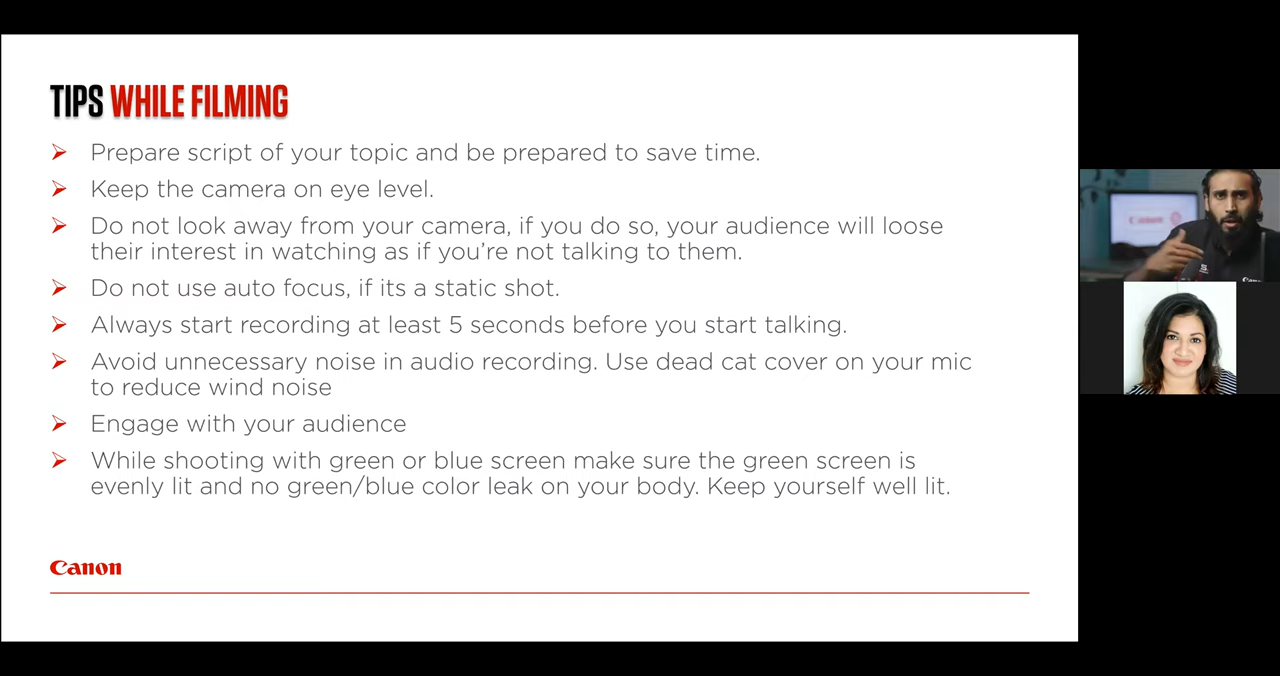 TIPS WHILE FILMING
Prepare script of your topic and be prepared to save time.
Keep the camera on eye level.
Do not look away from your camera, if you do so, your audience will loose
their interest in watching as if you’re not talking to them.
Do not use auto focus, if its a static shot.
Always start recording at least 5 seconds before you start talking.
Avoid unnecessary noise in audio recording. Use dead cat cover on your mic
to reduce wind noise
Engage with your audience
While shooting with green or blue screen make sure the green screen is
evenly lit and no green/blue color leak on your body. Keep yourself well lit.
Canon
Canon